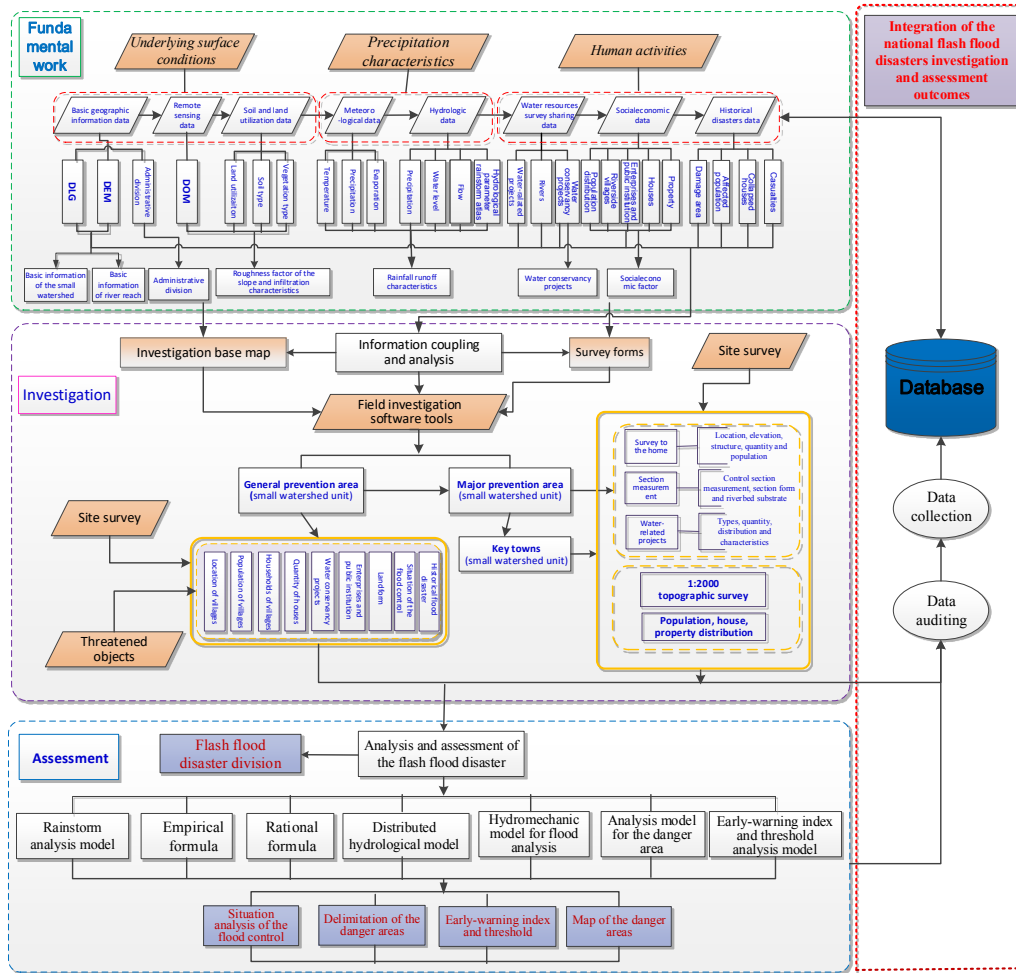 Funda
mental
work
Underlying surface
conditions
Precipitation
characteristics
Human activities
Integration of the
national flash flood
disasters investigation
and assessment
outcomes
Basic geographic
information data
Remote
sensing data
Soil and land
utilization data
Meteoro
-logical data
Hydrologic data
Water resources
survey sharing
data
Socialeconomic
data
Historical
disasters data
DLG
DEM
Administrative
division
DOM
Land utilization
Soil type
Vegetation type
Temperature
Precipitation
Evaporation
Precipitation
Water level
Flow
Hydrological
parameter
rainstorm atlas
Water-related
projects
Rivers
Water
conservancy
projects
Population
distribution
Riverside
villages
Enterprises and
public institution
Houses
Property
Damage area
Affected
population
Collapsed
houses
Casualties
Basic information
of the small
watershed
Basic
information
of river reach
Administrative
division
Roughness factor of the
slope and infiltration
characteristics
Rainfall runoff
characteristics
Water conservancy
projects
Socialecono
mic factor
Investigation
Investigation base map
Information coupling
and analysis
Survey forms
Site survey
Field investigation
software tools
Database
General prevention area
(small watershed unit)
Major prevention area
(small watershed unit)
Key towns
(small watershed unit)
Survey to
the home
Location, elevation,
structure, quantity and
population
Section
measurem
ent
Control section
measurement, section form
and riverbed substrate
Water-
related
projects
Types, quantity,
distribution and
characteristics
1:2000
topographic survey
Population, house,
property distribution
Site survey
Threatened
objects
Location of villages
Population of villages
Households of villages
Quantity of houses
Water conservancy
projects
Enterprises and
public institution
Landform
Situation of the
flood control
Historical flood
disaster
Data
collection
Data
auditing
Assessment
Flash flood
disaster division
Analysis and assessment of
the flash flood disaster
Rainstorm
analysis model
Empirical
formula
Rational
formula
Distributed
hydrological model
Hydromechanic
model for flood
analysis
Analysis model
for the danger
area
Early-warning index
and threshold
analysis model
Situation
analysis of the
flood control
Delimitation of the
danger areas
Early-warning index
and threshold
Map of the danger
areas